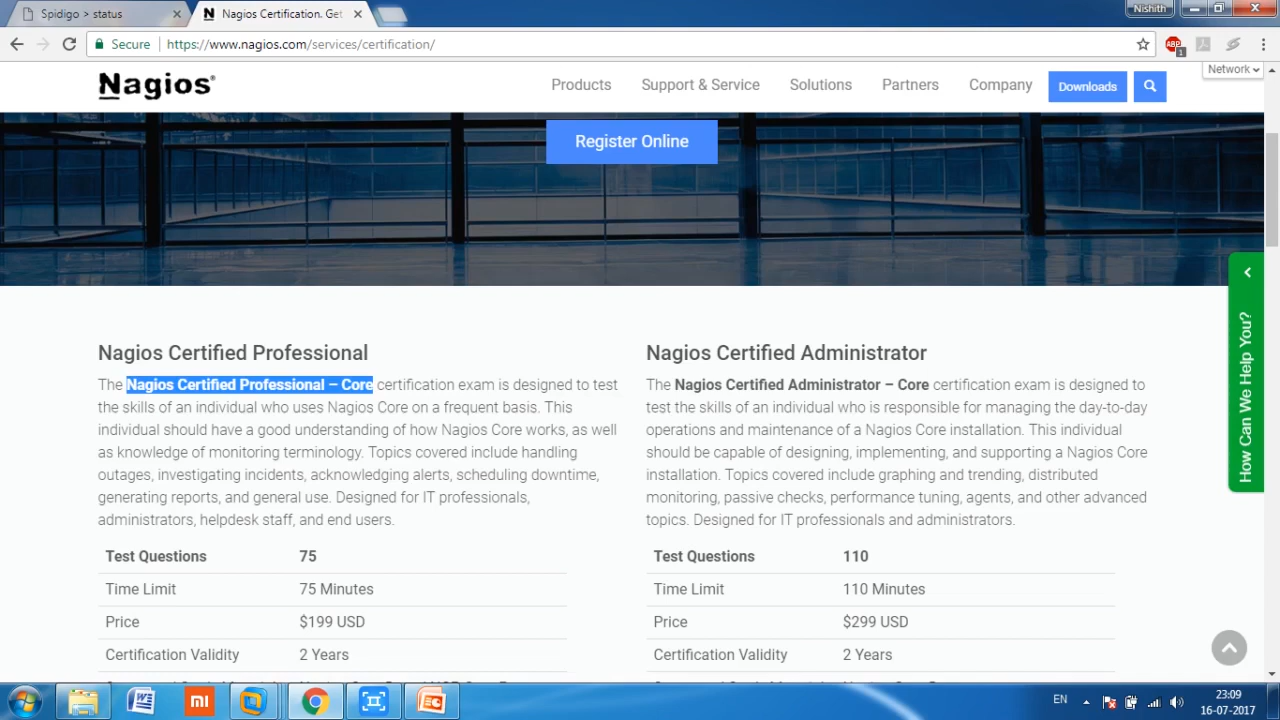 Spidigo > status
Nagios Certification. Get
Nishith
Secure
https://www.nagios.com/services/certification/
ABP
1
Nagios®
Products
Support & Service
Solutions
Partners
Company
Downloads
Network
Register Online
How Can We Help You?
Nagios Certified Professional
The Nagios Certified Professional – Core certification exam is designed to test
the skills of an individual who uses Nagios Core on a frequent basis. This
individual should have a good understanding of how Nagios Core works, as well
as knowledge of monitoring terminology. Topics covered include handling
outages, investigating incidents, acknowledging alerts, scheduling downtime,
generating reports, and general use. Designed for IT professionals,
administrators, helpdesk staff, and end users.
Test Questions 75
Time Limit 75 Minutes
Price $199 USD
Certification Validity 2 Years
Nagios Certified Administrator
The Nagios Certified Administrator – Core certification exam is designed to
test the skills of an individual who is responsible for managing the day-to-day
operations and maintenance of a Nagios Core installation. This individual
should be capable of designing, implementing, and supporting a Nagios Core
installation. Topics covered include graphing and trending, distributed
monitoring, passive checks, performance tuning, agents, and other advanced
topics. Designed for IT professionals and administrators.
Test Questions 110
Time Limit 110 Minutes
Price $299 USD
Certification Validity 2 Years
EN
23:09
16-07-2017